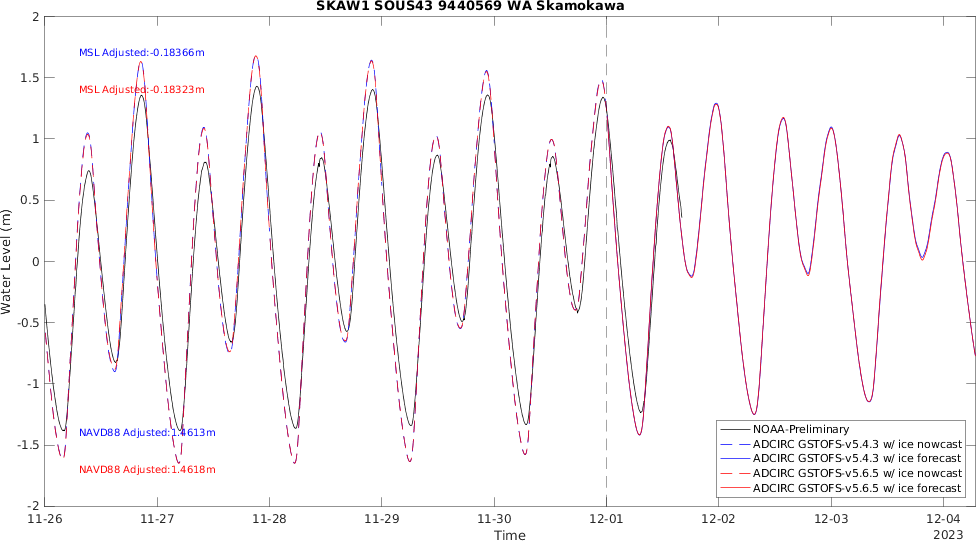 SKAW1 SOUS43 9440569 WA Skamokawa
2
1.5
1
0.5
0
-0.5
-1
-1.5
-2
Water Level (m)
MSL Adjusted:-0.18366m
MSL Adjusted:-0.18323m
NAVD88 Adjusted:1.4613m
NAVD88 Adjusted:1.4618m
NOAA-Preliminary
ADCIRC GSTOFS-v5.4.3 w/ ice nowcast
ADCIRC GSTOFS-v5.4.3 w/ ice forecast
ADCIRC GSTOFS-v5.6.5 w/ ice nowcast
ADCIRC GSTOFS-v5.6.5 w/ ice forecast
11-26 11-27 11-28 11-29 11-30 12-01 12-02 12-03 12-04
Time
2023